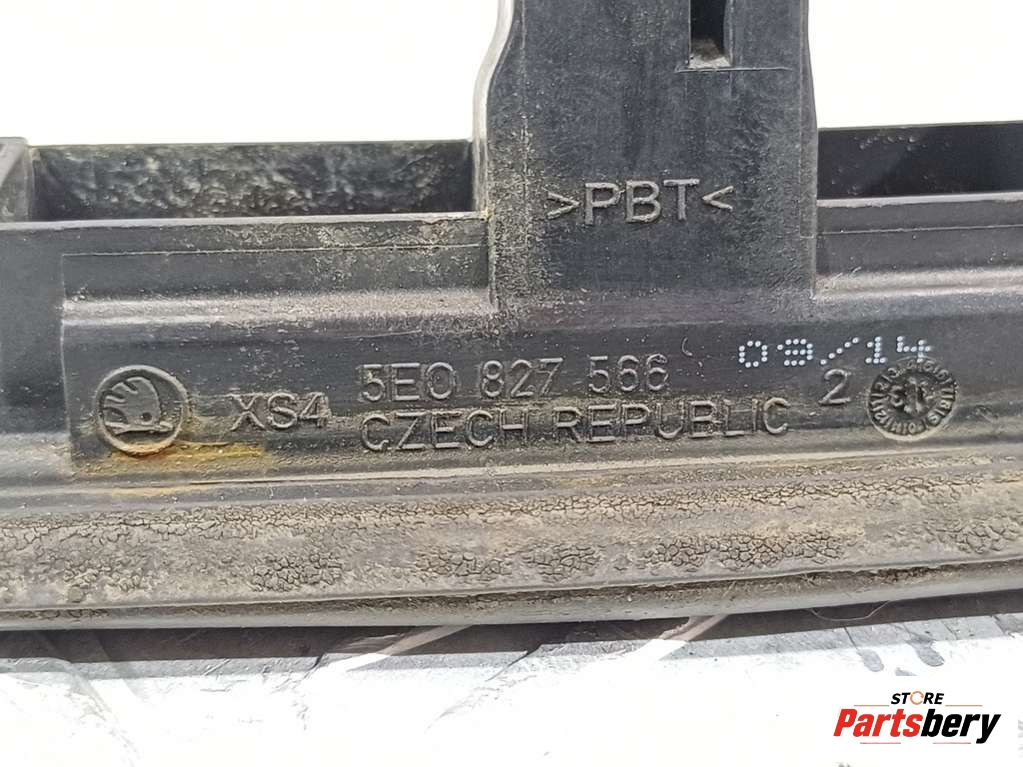 >PBT<
03/14
XS4 5E0 827 566 2
CZECH REPUBLIC
STORE
Partsbery